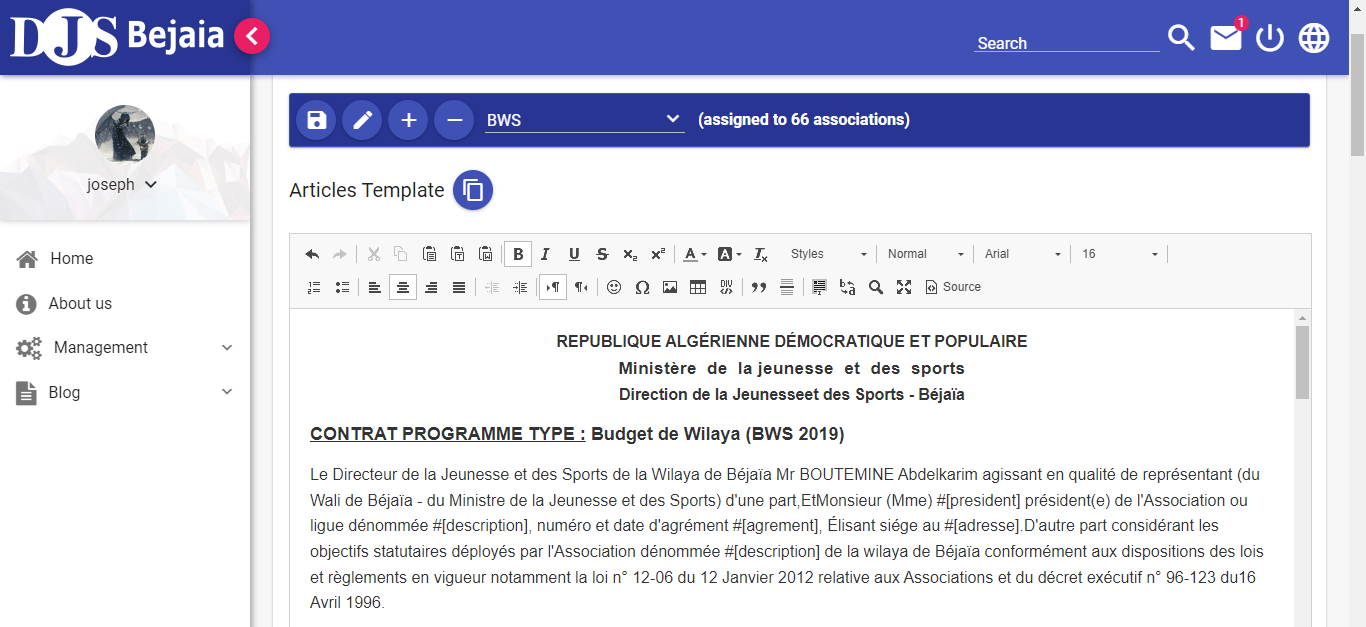 DJS Bejaia
Search
1
joseph
Home
About us
Management
Blog
BWS
(assigned to 66 associations)
Articles Template
B I U S x₂ x² A A Tx Styles Normal Arial 16
DIV Source
REPUBLIQUE ALGÉRIENNE DÉMOCRATIQUE ET POPULAIRE
Ministère de la jeunesse et des sports
Direction de la Jeunesseet des Sports - Béjaïa
CONTRAT PROGRAMME TYPE : Budget de Wilaya (BWS 2019)
Le Directeur de la Jeunesse et des Sports de la Wilaya de Béjaïa Mr BOUTEMINE Abdelkarim agissant en qualité de représentant (du
Wali de Béjaïa - du Ministre de la Jeunesse et des Sports) d'une part,EtMonsieur (Mme) #[president] président(e) de l'Association ou
ligue dénommée #[description], numéro et date d'agrément #[agrement], Élisant siége au #[adresse].D'autre part considérant les
objectifs statutaires déployés par l'Association dénommée #[description] de la wilaya de Béjaïa conformément aux dispositions des lois
et règlements en vigueur notamment la loi n° 12-06 du 12 Janvier 2012 relative aux Associations et du décret exécutif n° 96-123 du16
Avril 1996.